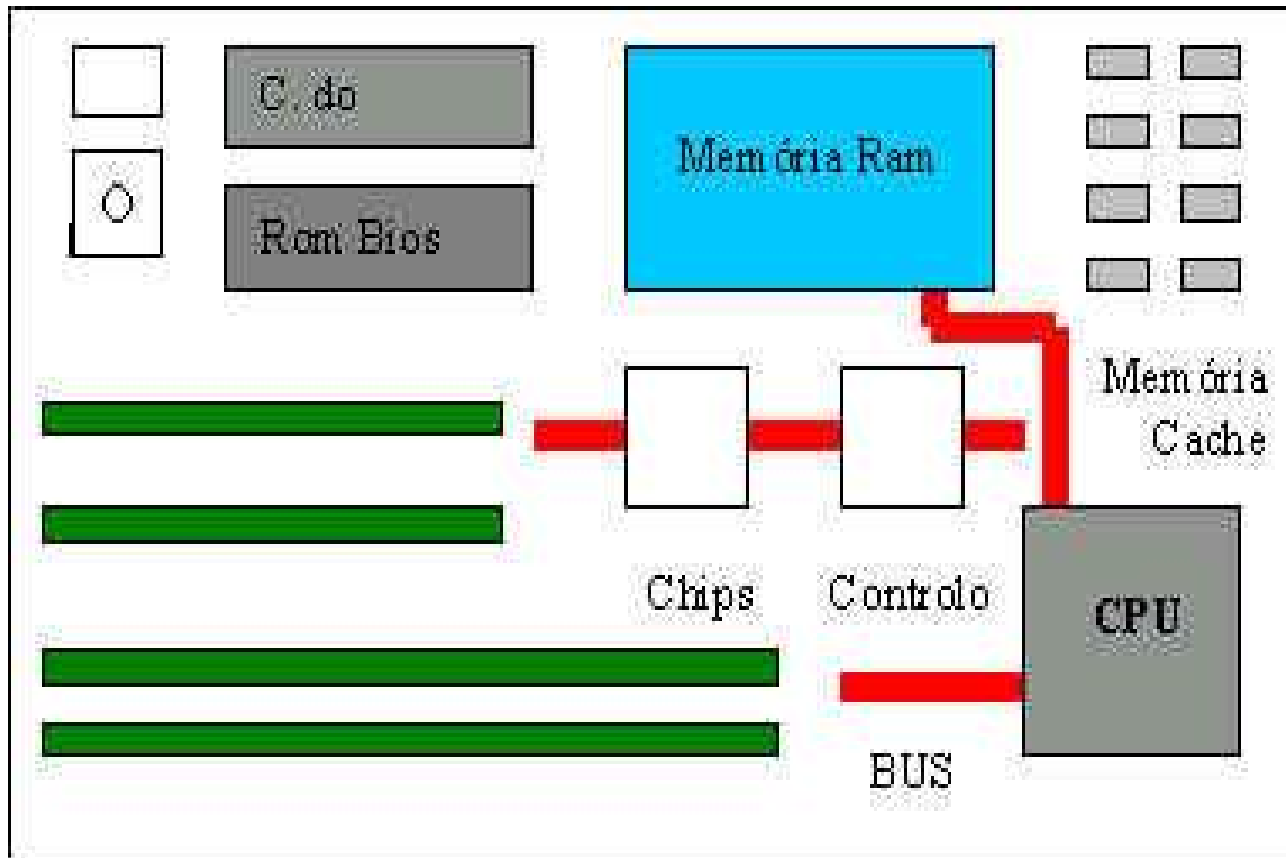 C. do
Memória Ram
Rom Bios
Memória
Cache
Chips
Controlo
CPU
BUS